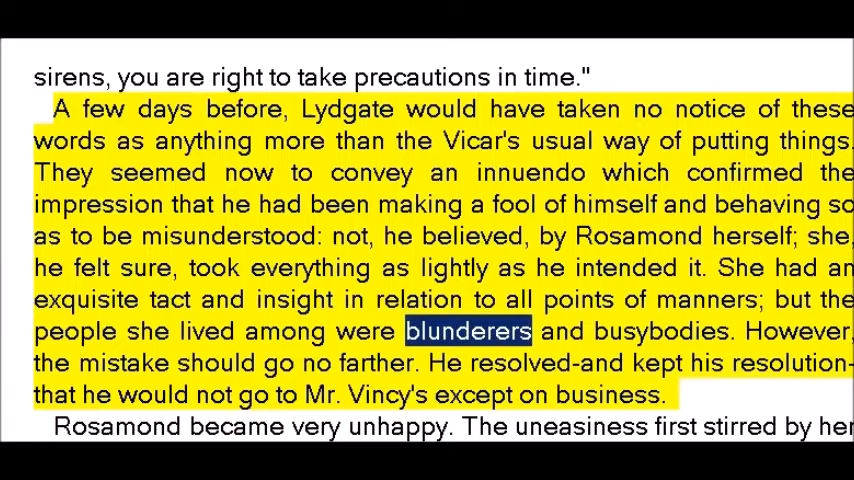 sirens, you are right to take precautions in time."
A few days before, Lydgate would have taken no notice of these
words as anything more than the Vicar's usual way of putting things.
They seemed now to convey an innuendo which confirmed the
impression that he had been making a fool of himself and behaving so
as to be misunderstood: not, he believed, by Rosamond herself; she,
he felt sure, took everything as lightly as he intended it. She had an
exquisite tact and insight in relation to all points of manners; but the
people she lived among were blunderers and busybodies. However,
the mistake should go no farther. He resolved-and kept his resolution-
that he would not go to Mr. Vincy's except on business.
Rosamond became very unhappy. The uneasiness first stirred by her